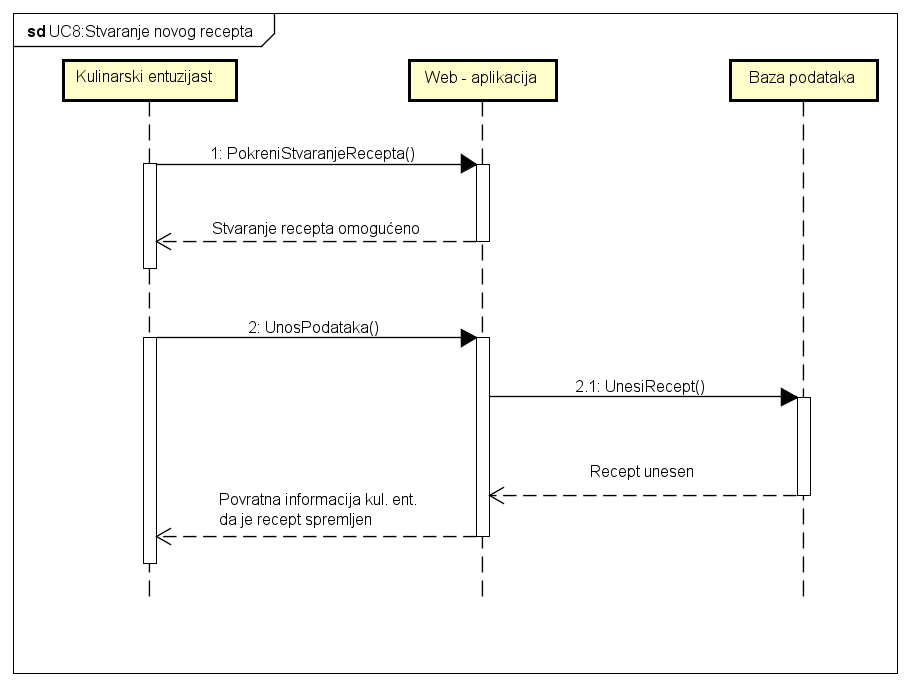 sd UC8:Stvaranje novog recepta
Kulinarski entuzijast
Web - aplikacija
Baza podataka
1: PokreniStvaranjeRecepta()
Stvaranje recepta omogućeno
2: UnosPodataka()
2.1: UnesiRecept()
Recept unesen
Povratna informacija kul. ent.
da je recept spremljen